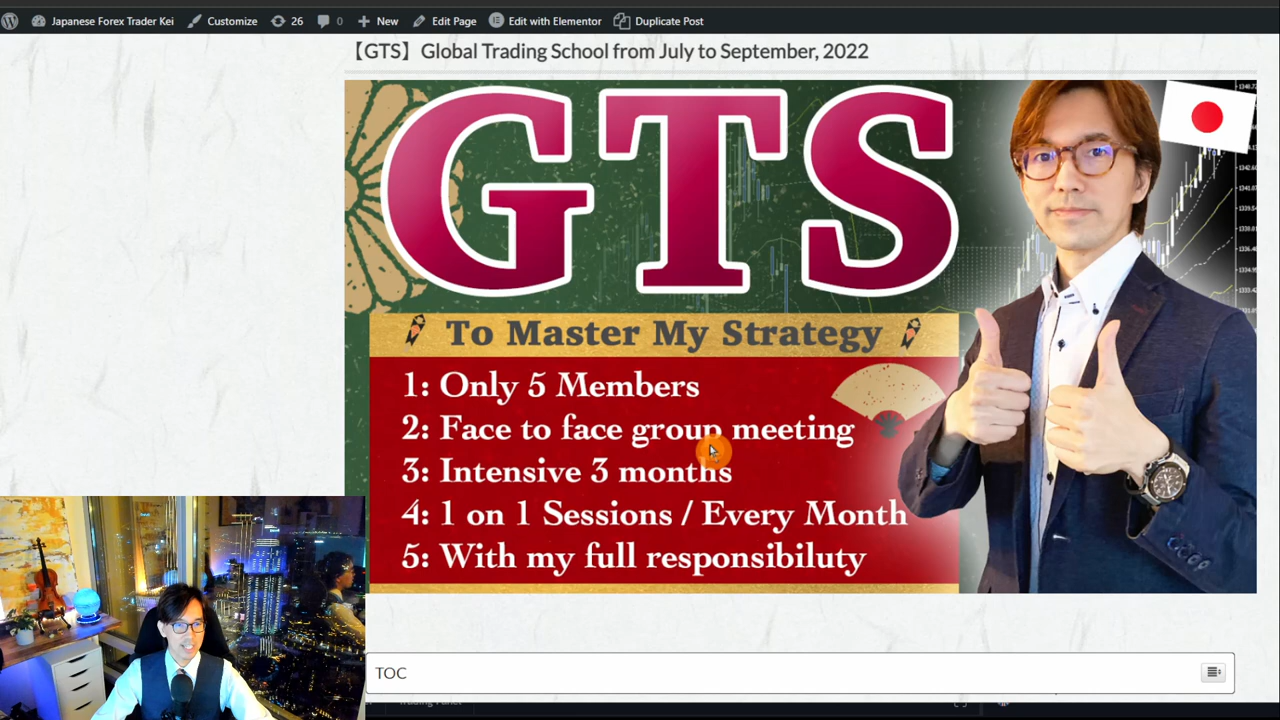 Japanese Forex Trader Kei Customize 26 0 New Edit Page Edit with Elementor Duplicate Post
【GTS】Global Trading School from July to September, 2022
GTS
To Master My Strategy
1: Only 5 Members
2: Face to face group meeting
3: Intensive 3 months
4: 1 on 1 Sessions / Every Month
5: With my full responsibiluty
TOC
Trading Panel